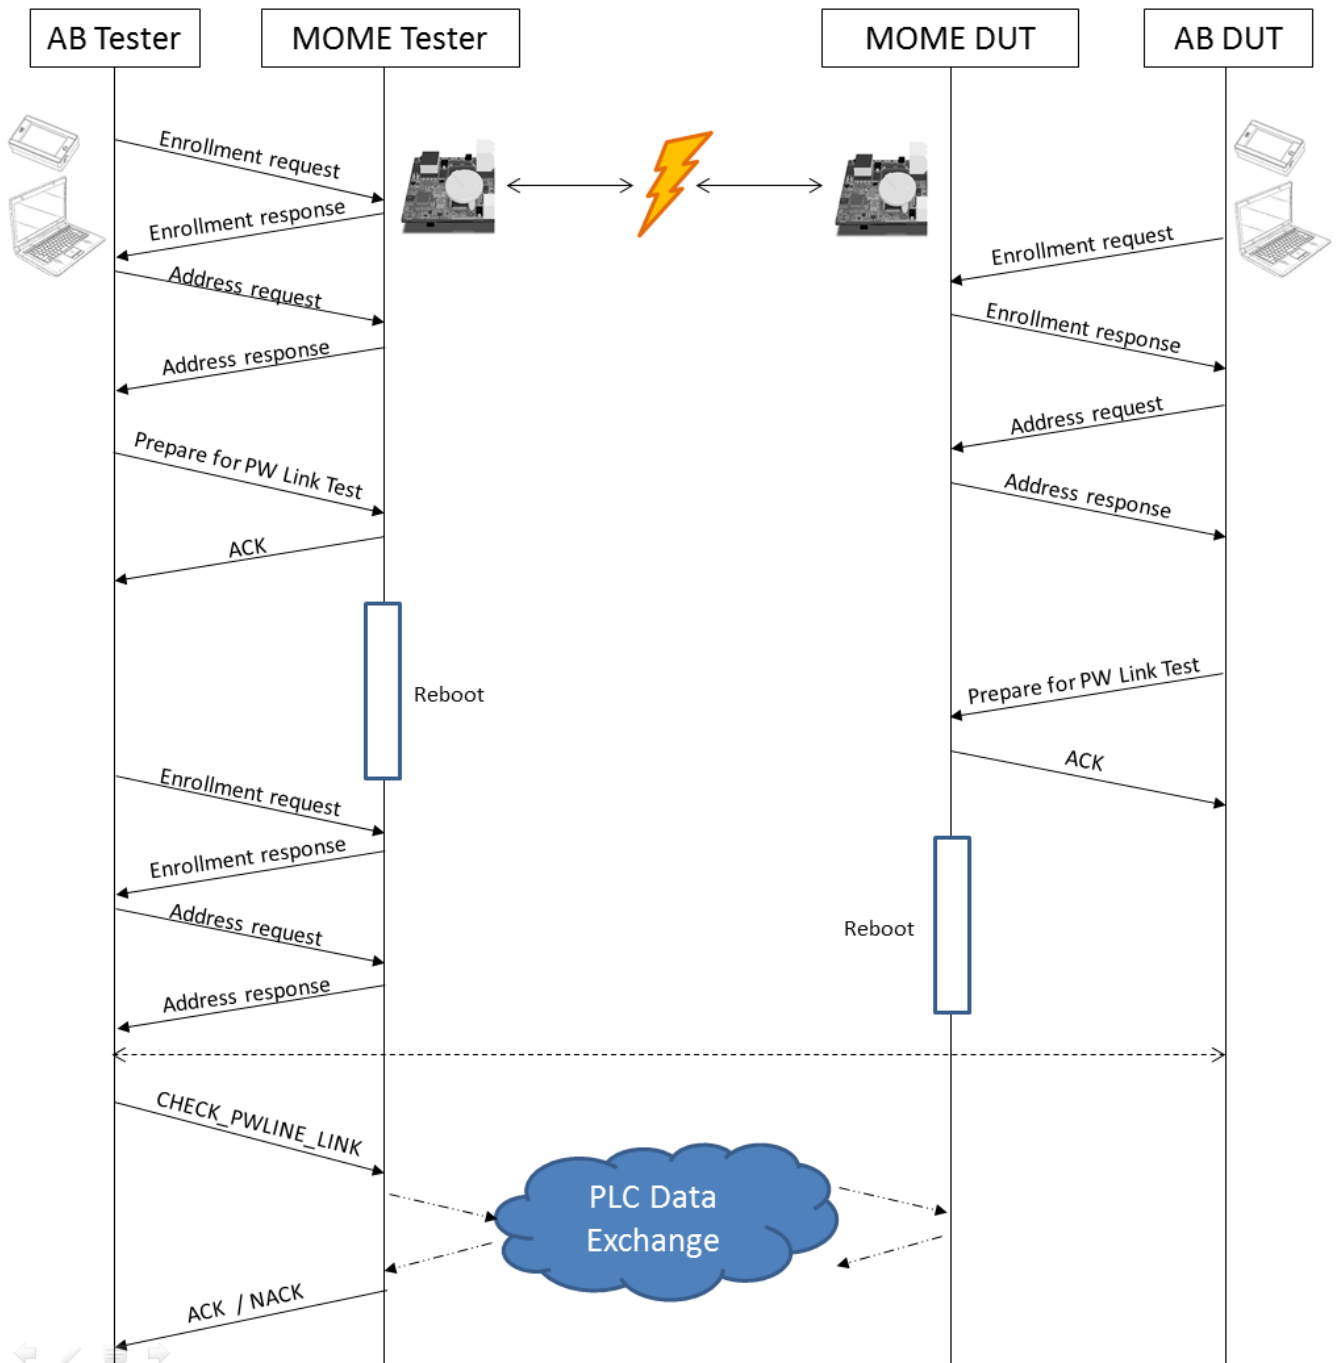 AB Tester
MOME Tester
MOME DUT
AB DUT
Enrollment request
Enrollment response
Address request
Address response
Prepare for PW Link Test
ACK
Reboot
Enrollment request
Enrollment response
Address request
Address response
Enrollment request
Enrollment response
Address request
Address response
Prepare for PW Link Test
ACK
Reboot
CHECK_PWLINE_LINK
PLC Data
Exchange
ACK / NACK